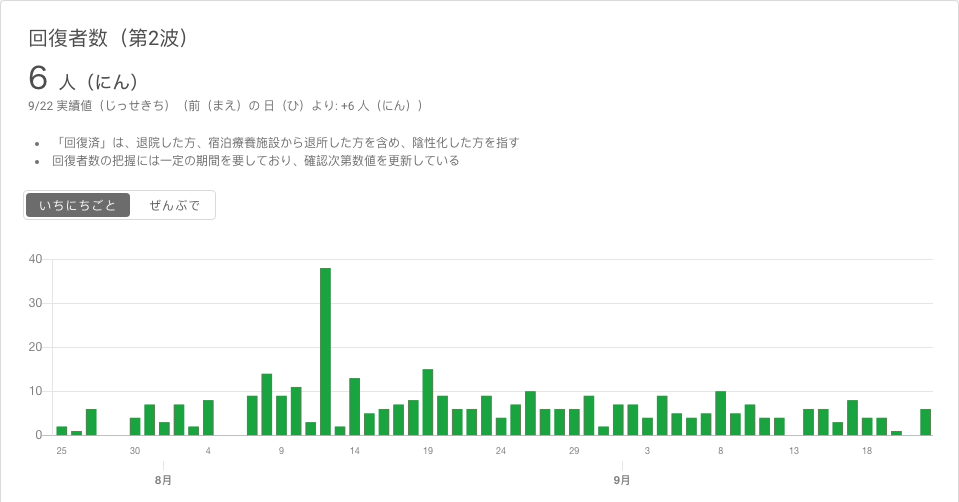 回復者数（第2波）
6 人（にん）
9/22 実績値（じっせきち）（前（まえ）の 日（ひ）より: +6 人（にん））
• 「回復済」は、退院した方、宿泊療養施設から退所した方を含め、陰性化した方を指す
• 回復者数の把握には一定の期間を要しており、確認次第数値を更新している
いちにちごと ぜんぶで
40
30
20
10
0
25 30 4 9 14 19 24 29 3 8 13 18
8月 9月